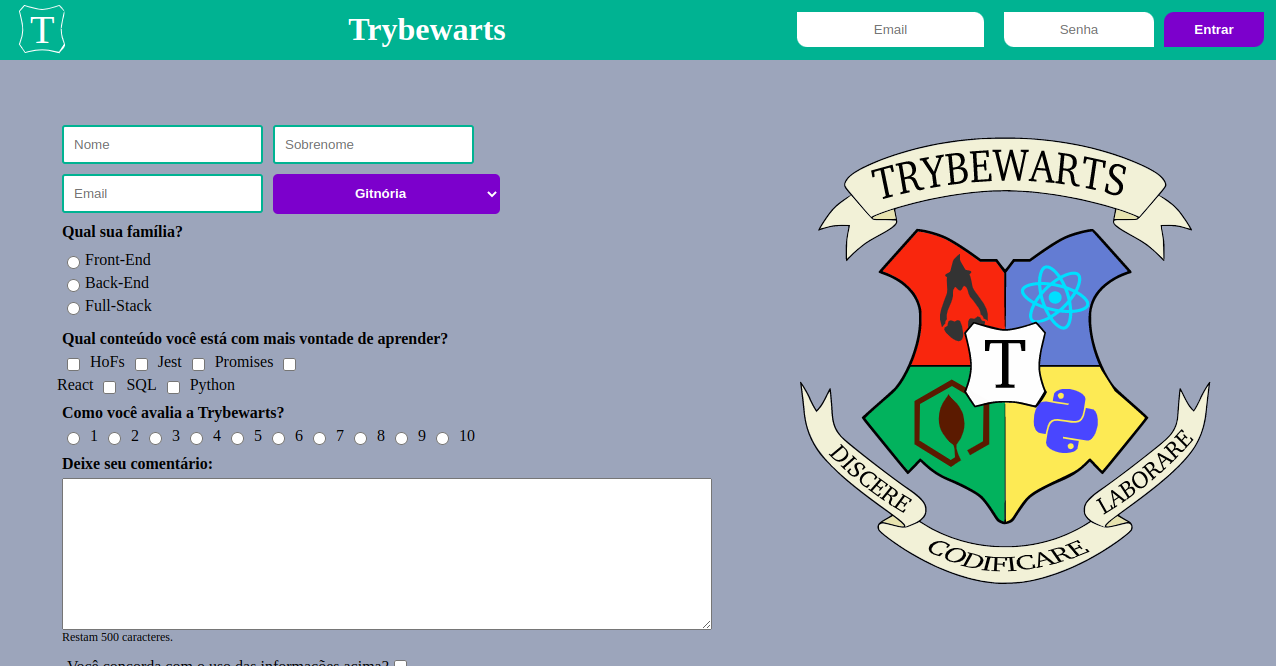 T
Trybewarts
Email
Senha
Entrar
Nome
Sobrenome
Email
Gitnória
Qual sua família?
Front-End
Back-End
Full-Stack
Qual conteúdo você está com mais vontade de aprender?
HoFs Jest Promises
React SQL Python
Como você avalia a Trybewarts?
1 2 3 4 5 6 7 8 9 10
Deixe seu comentário:
Restam 500 caracteres.
Você concorda com o uso das informações acima?
TRYBEWARTS
T
DISCERE
LABORARE
CODIFICARE